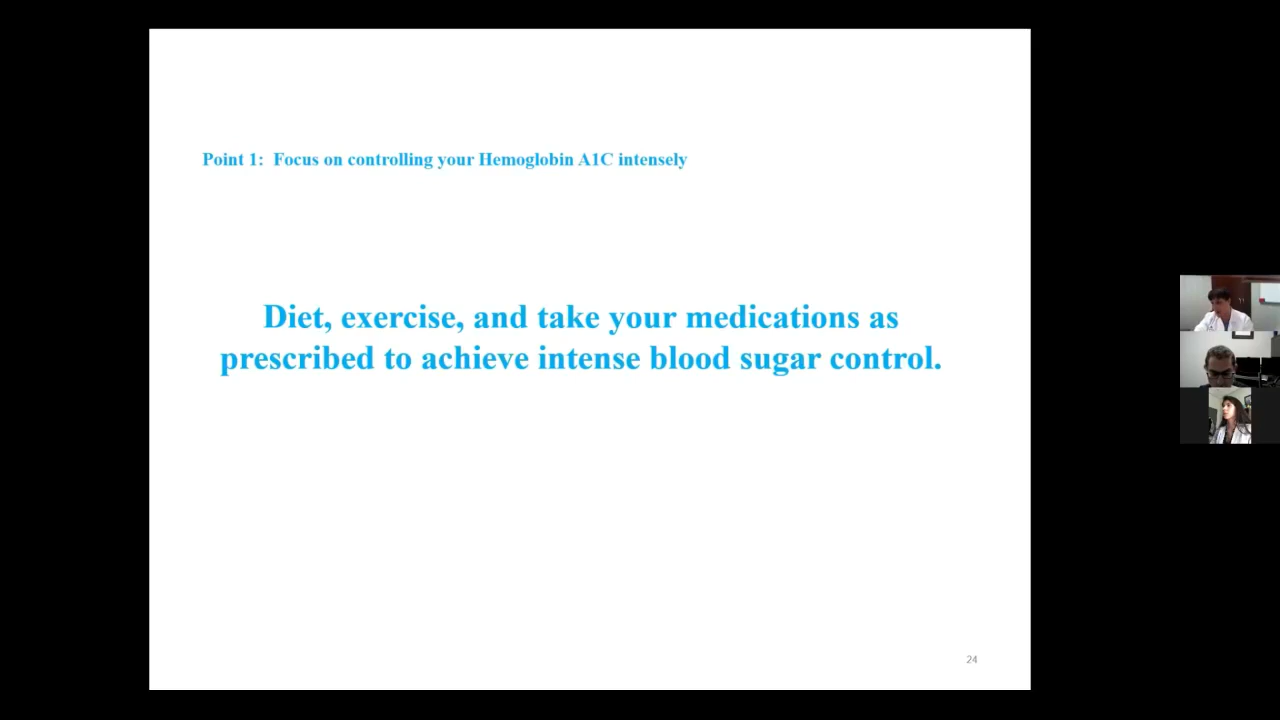 Point 1:  Focus on controlling your Hemoglobin A1C intensely
Diet, exercise, and take your medications as
prescribed to achieve intense blood sugar control.
24